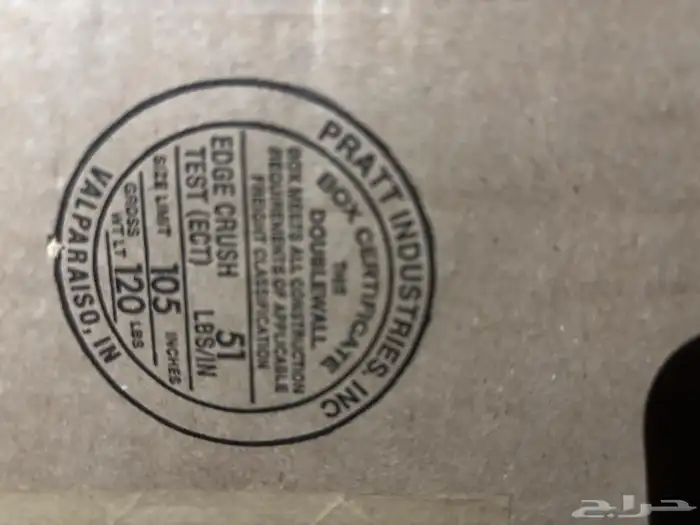 PRATT INDUSTRIES, INC
BOX CERTIFICATE
THIS
DOUBLEWALL
BOX MEETS ALL CONSTRUCTION
REQUIREMENTS OF APPLICABLE
FREIGHT CLASSIFICATION
EDGE CRUSH 51
TEST (ECT) LBS/IN
SIZE LIMIT 105 INCHES
GROSS
WT LT 120 LBS
VALPARAISO, IN
حراج